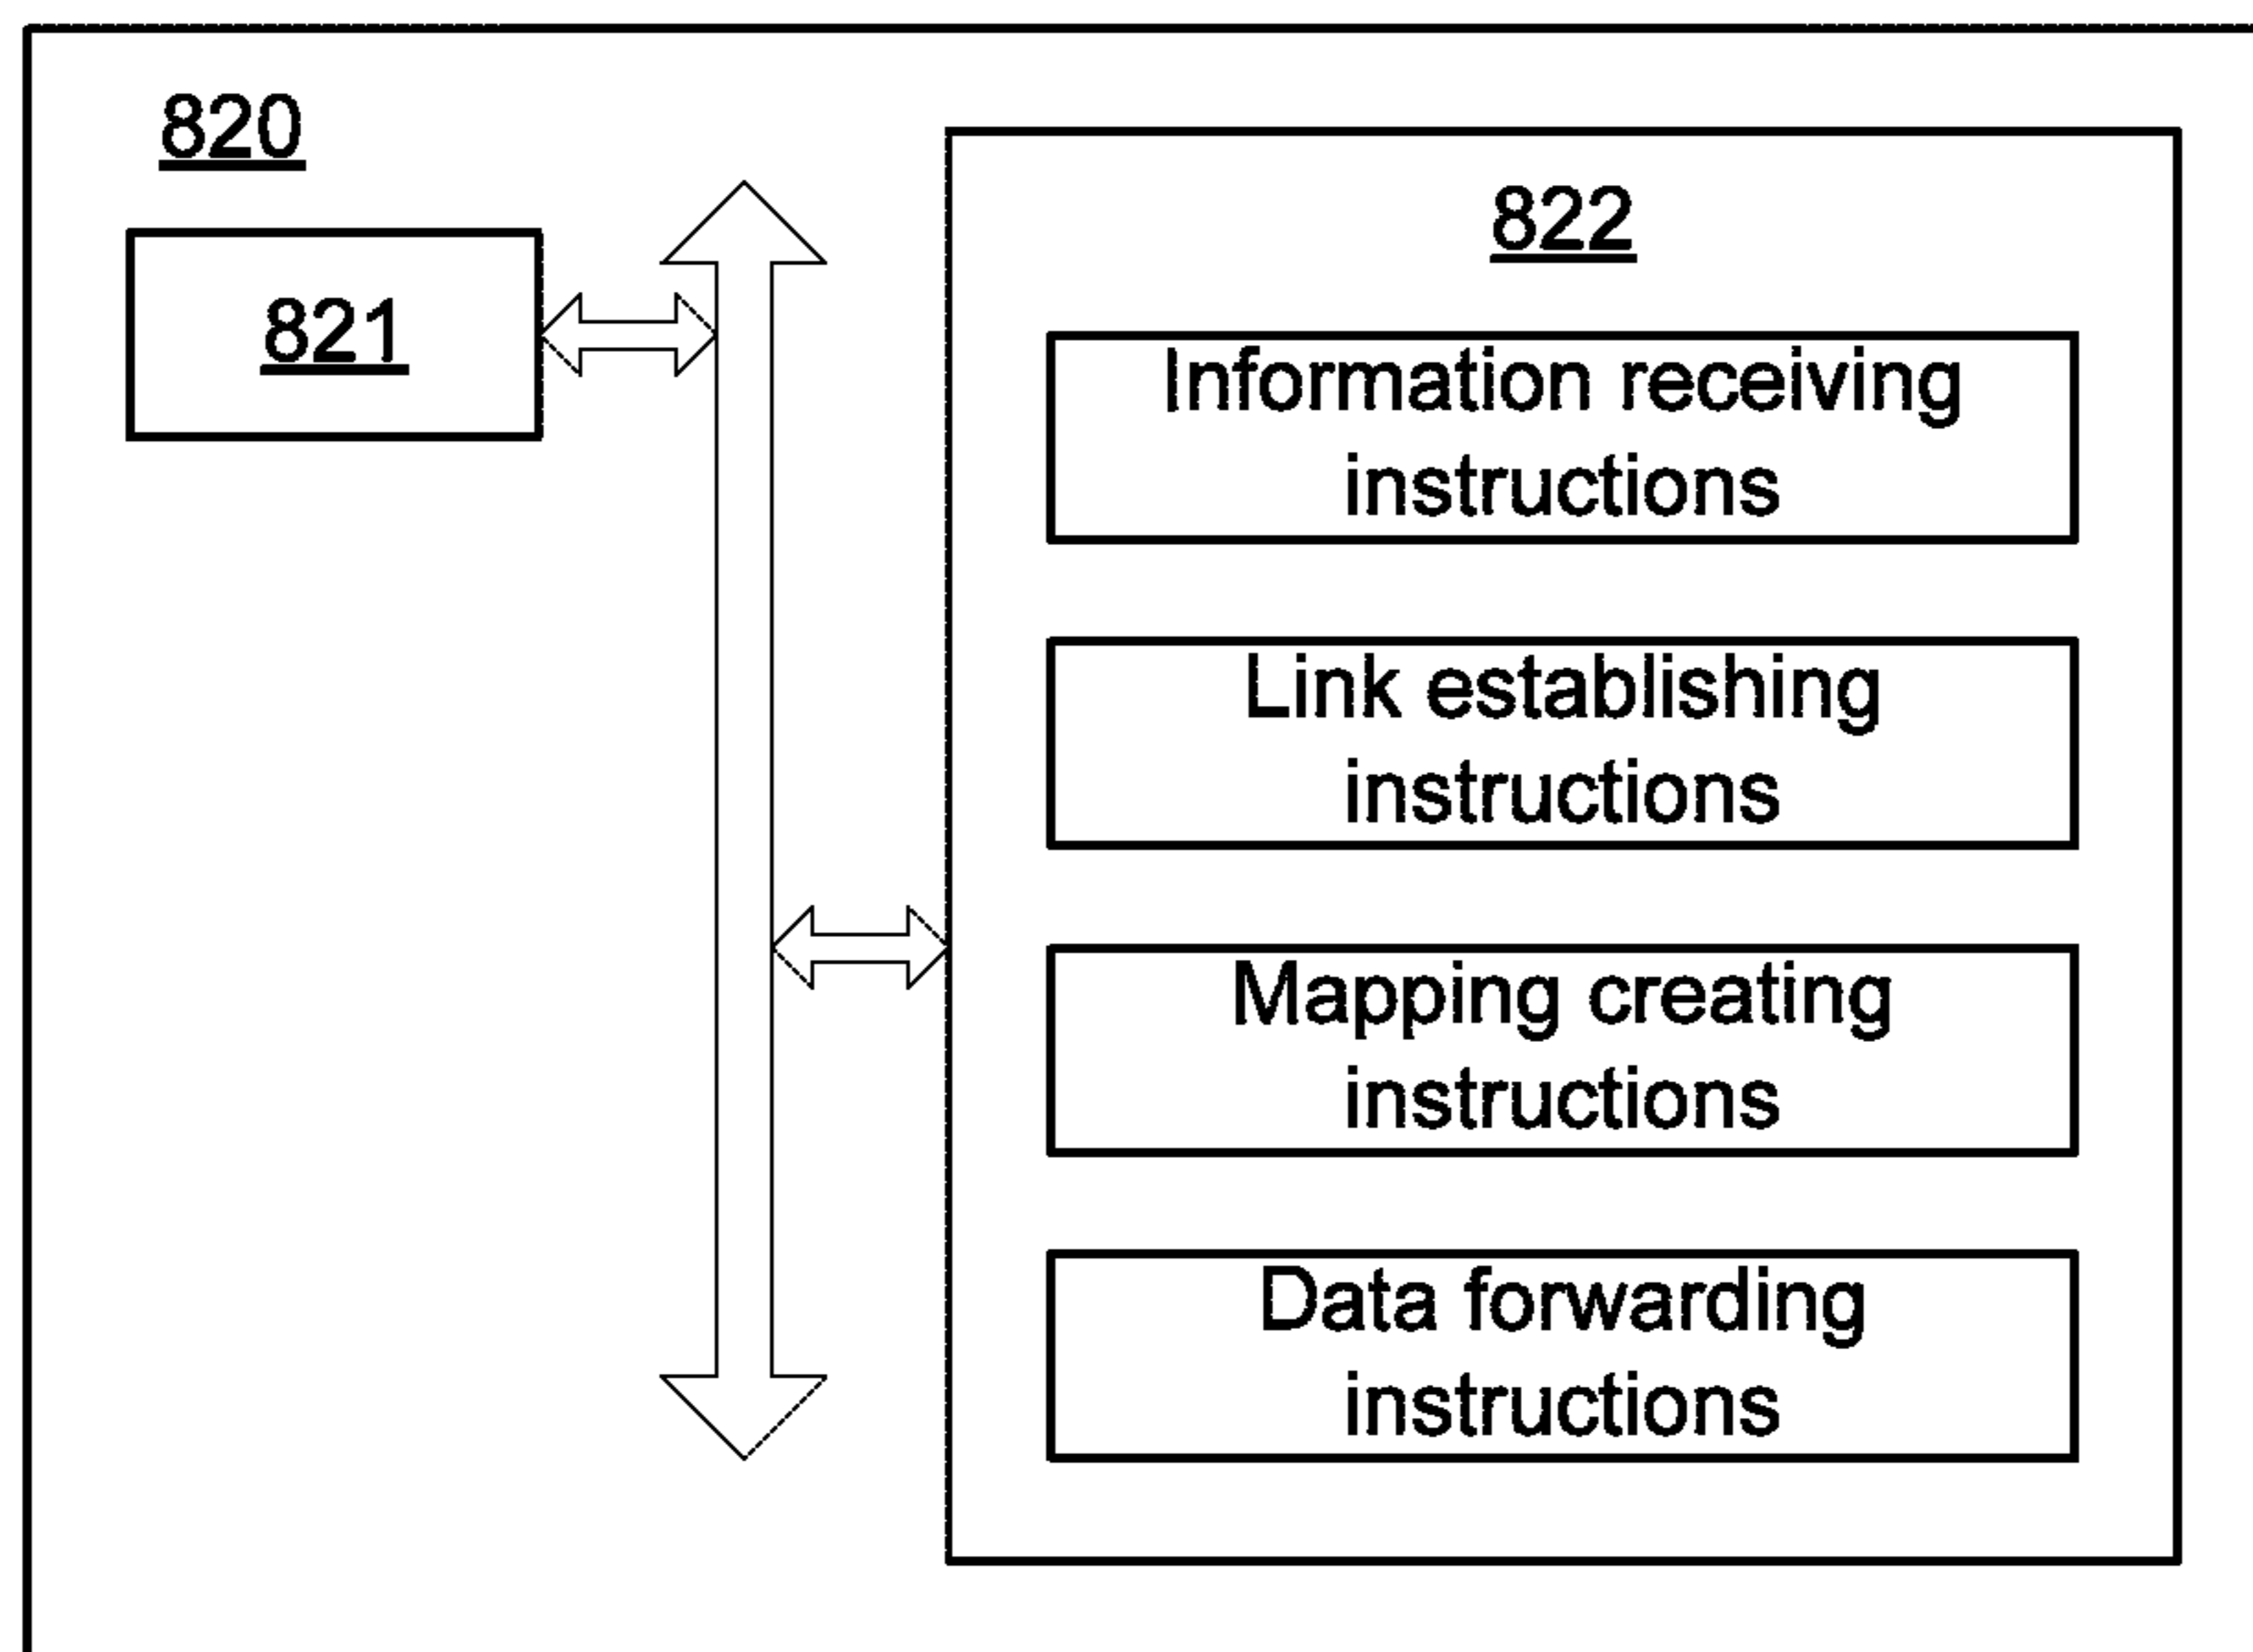 820
821
822
Information receiving
instructions
Link establishing
instructions
Mapping creating
instructions
Data forwarding
instructions